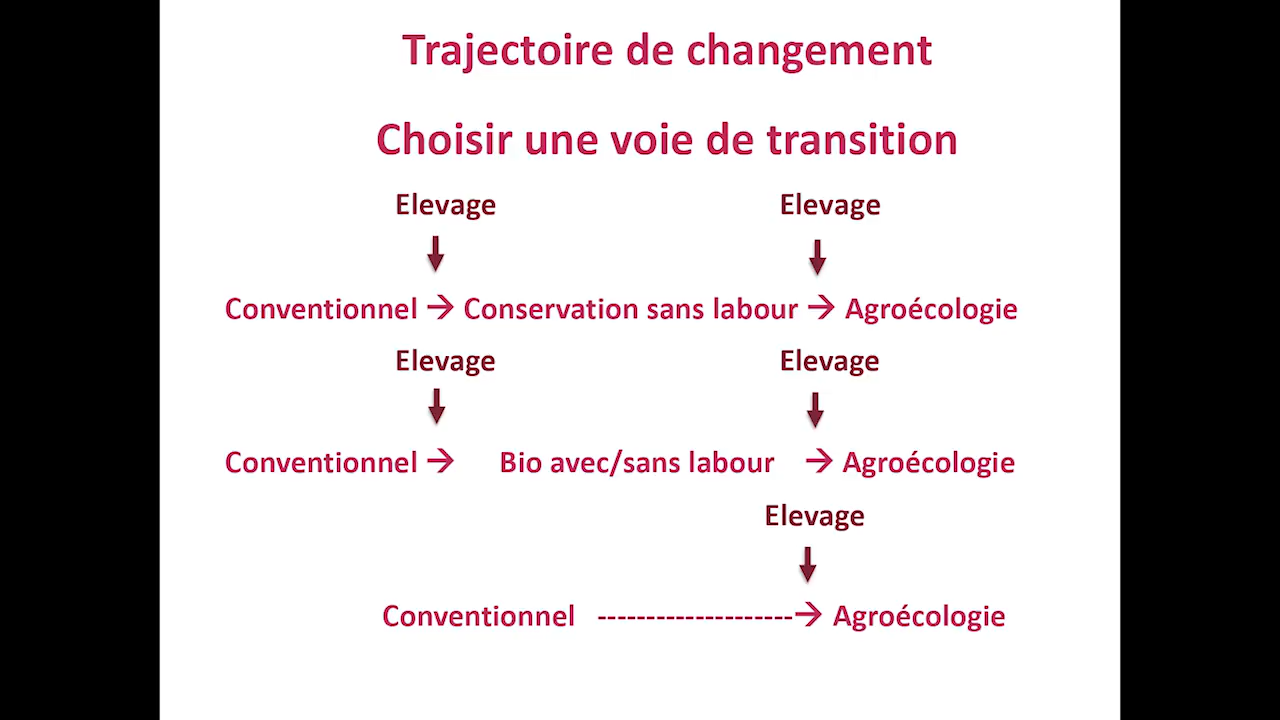 Trajectoire de changement
Choisir une voie de transition
Elevage Elevage
Conventionnel → Conservation sans labour → Agroécologie
Elevage Elevage
Conventionnel → Bio avec/sans labour → Agroécologie
Elevage
Conventionnel --------------------→ Agroécologie